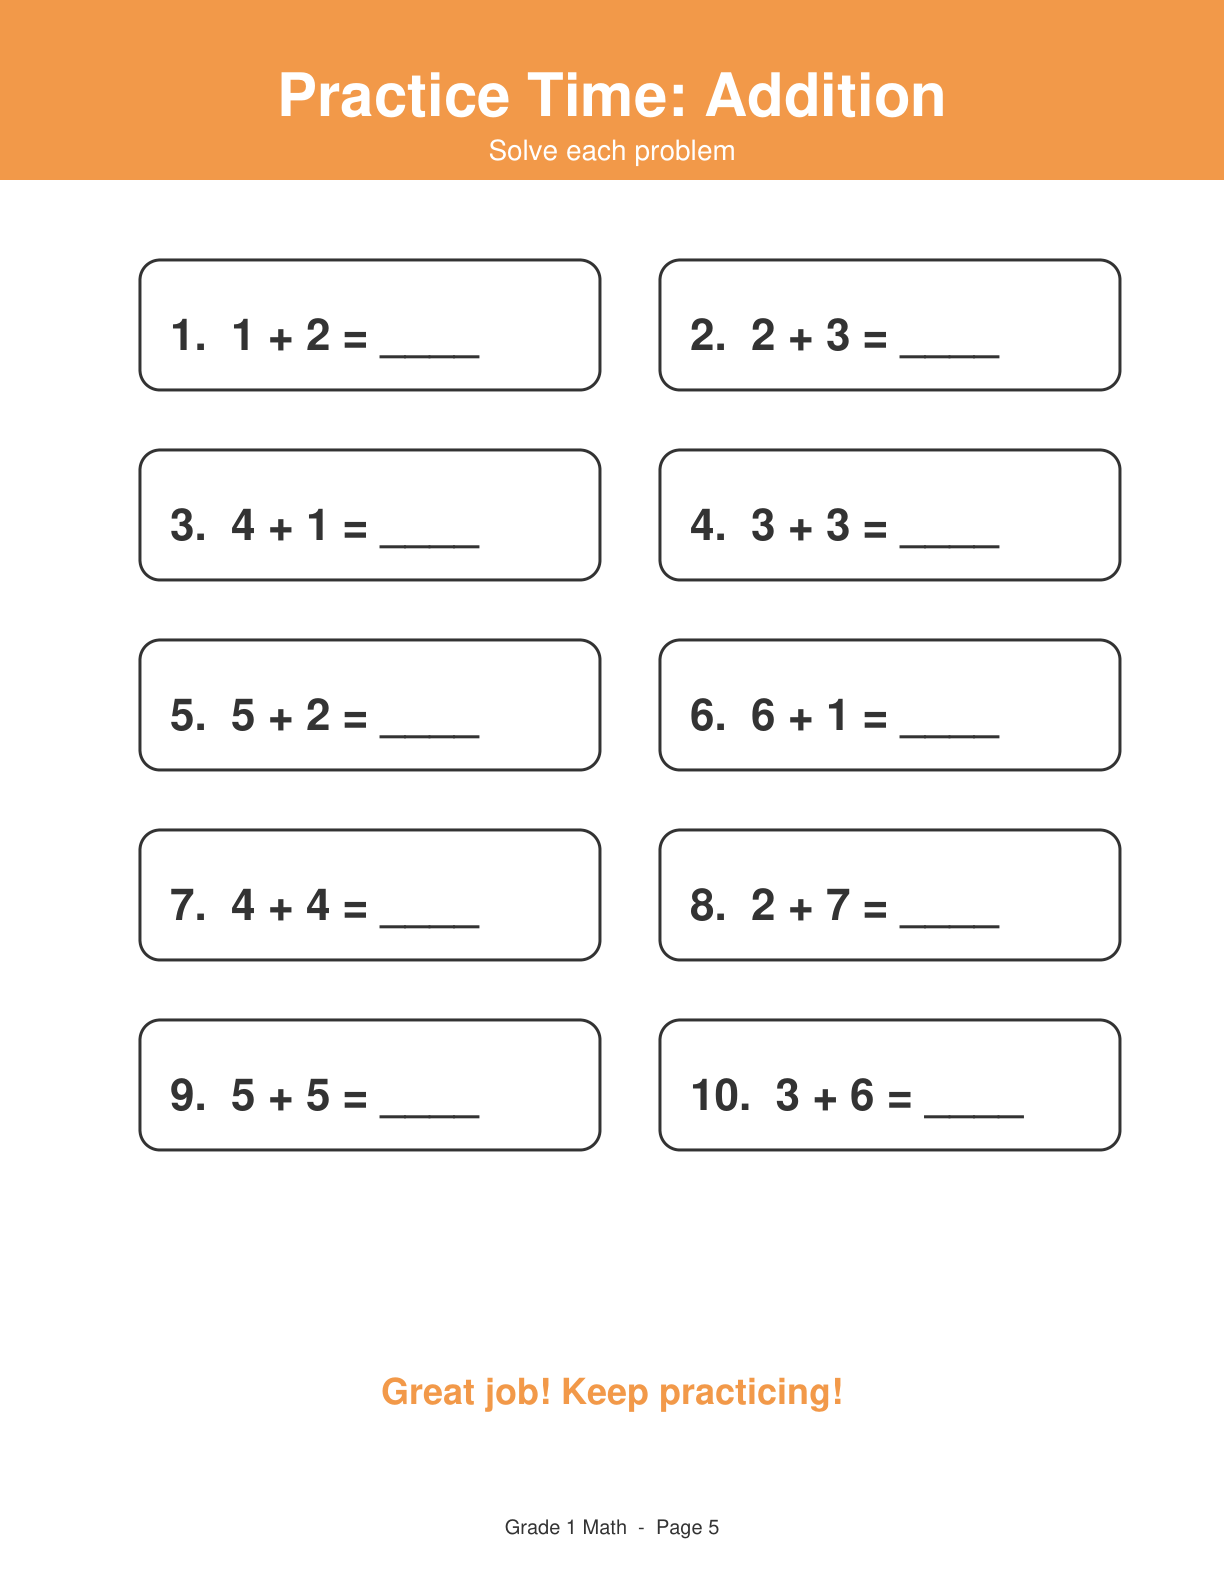 Practice Time: Addition
Solve each problem
1. 1 + 2 = ____
2. 2 + 3 = ____
3. 4 + 1 = ____
4. 3 + 3 = ____
5. 5 + 2 = ____
6. 6 + 1 = ____
7. 4 + 4 = ____
8. 2 + 7 = ____
9. 5 + 5 = ____
10. 3 + 6 = ____
Great job! Keep practicing!
Grade 1 Math - Page 5